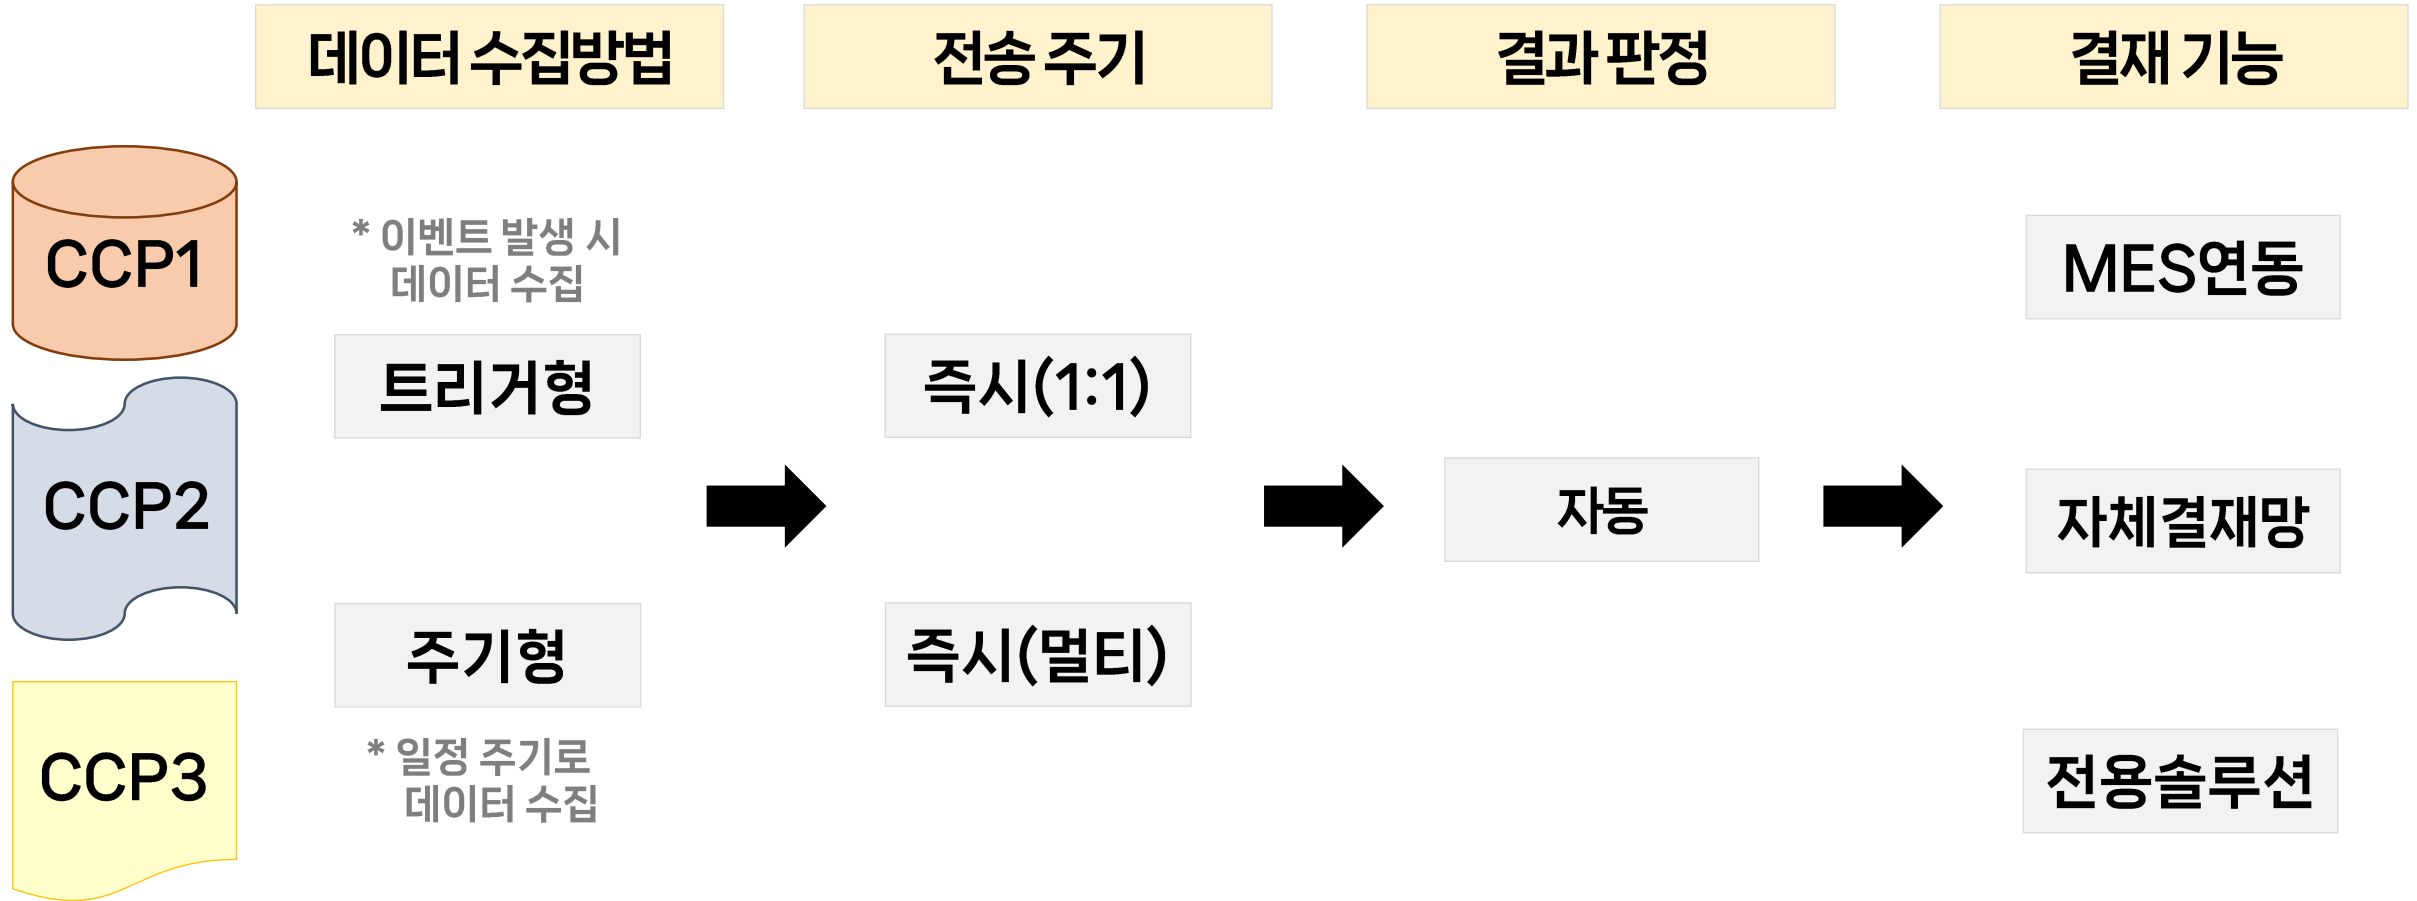 데이터 수집방법
전송 주기
결과 판정
결재 기능
CCP1
* 이벤트 발생 시
데이터 수집
MES연동
트리거형
즉시(1:1)
CCP2
자동
자체결재망
주기형
즉시(멀티)
CCP3
* 일정 주기로
데이터 수집
전용솔루션